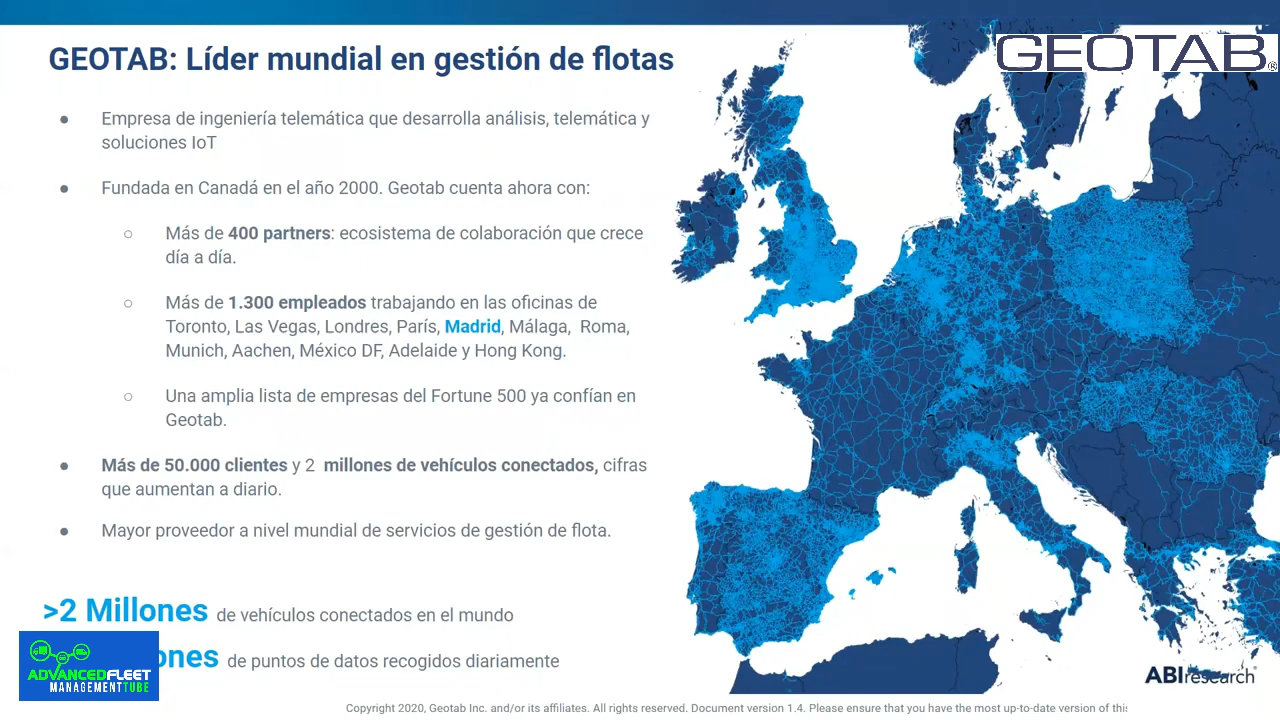 GEOTAB: Líder mundial en gestión de flotas
GEOTAB®
● Empresa de ingeniería telemática que desarrolla análisis, telemática y
soluciones IoT
● Fundada en Canadá en el año 2000. Geotab cuenta ahora con:
○ Más de 400 partners: ecosistema de colaboración que crece
día a día.
○ Más de 1.300 empleados trabajando en las oficinas de
Toronto, Las Vegas, Londres, París, Madrid, Málaga, Roma,
Munich, Aachen, México DF, Adelaide y Hong Kong.
○ Una amplia lista de empresas del Fortune 500 ya confían en
Geotab.
● Más de 50.000 clientes y 2 millones de vehículos conectados, cifras
que aumentan a diario.
● Mayor proveedor a nivel mundial de servicios de gestión de flota.
>2 Millones de vehículos conectados en el mundo
de puntos de datos recogidos diariamente
ADVANCEDFLEET
MANAGEMENTTUBE
ABIresearch
Copyright 2020, Geotab Inc. and/or its affiliates. All rights reserved. Document version 1.4. Please ensure that you have the most up-to-date version of this